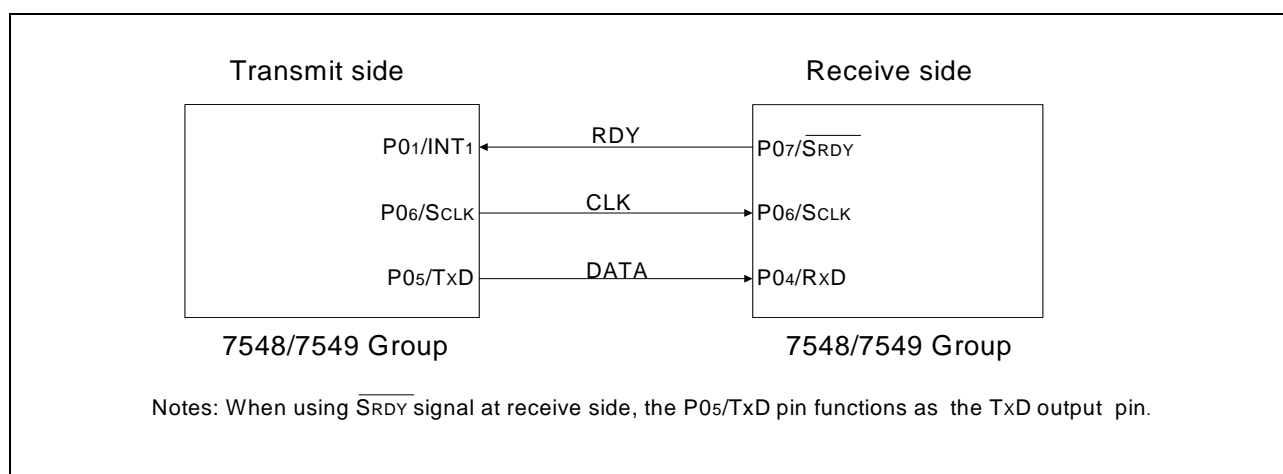 Transmit side
Receive side
P01/INT1
RDY
P07/SRDY
P06/SCLK
CLK
P06/SCLK
P05/TXD
DATA
P04/RXD
7548/7549 Group
7548/7549 Group
Notes: When using SRDY signal at receive side, the P05/TxD pin functions as the TXD output pin.